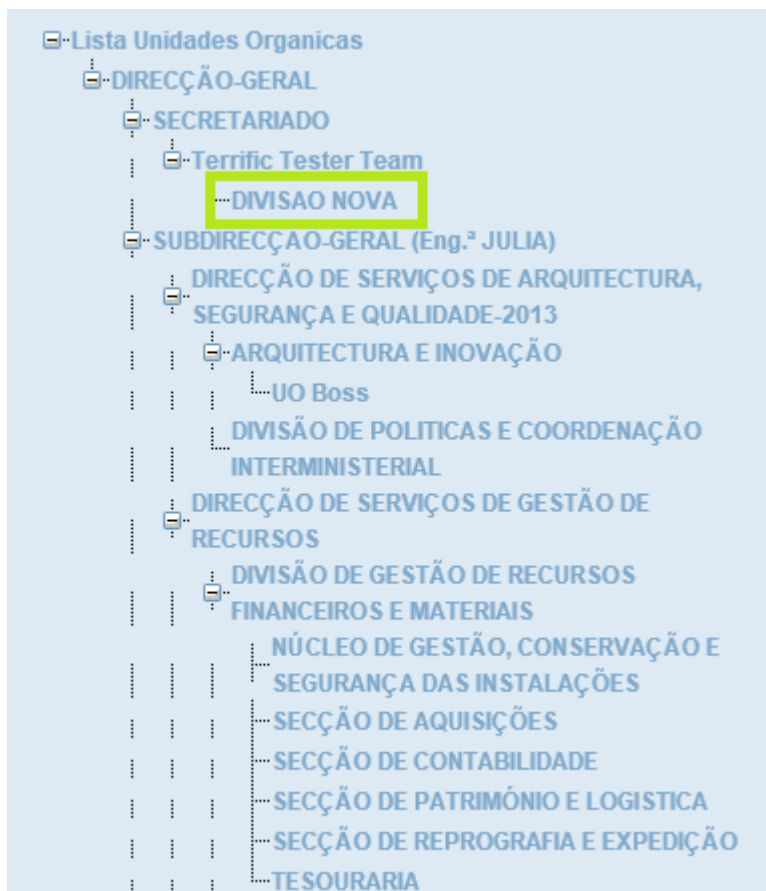 Lista Unidades Organicas
DIRECÇÃO-GERAL
SECRETARIADO
Terrific Tester Team
DIVISAO NOVA
SUBDIRECÇAO-GERAL (Eng.ª JULIA)
DIRECÇÃO DE SERVIÇOS DE ARQUITECTURA,
SEGURANÇA E QUALIDADE-2013
ARQUITECTURA E INOVAÇÃO
UO Boss
DIVISÃO DE POLITICAS E COORDENAÇÃO
INTERMINISTERIAL
DIRECÇÃO DE SERVIÇOS DE GESTÃO DE
RECURSOS
DIVISÃO DE GESTÃO DE RECURSOS
FINANCEIROS E MATERIAIS
NÚCLEO DE GESTÃO, CONSERVAÇÃO E
SEGURANÇA DAS INSTALAÇÕES
SECÇÃO DE AQUISIÇÕES
SECÇÃO DE CONTABILIDADE
SECÇÃO DE PATRIMÓNIO E LOGISTICA
SECÇÃO DE REPROGRAFIA E EXPEDIÇÃO
TESOURARIA